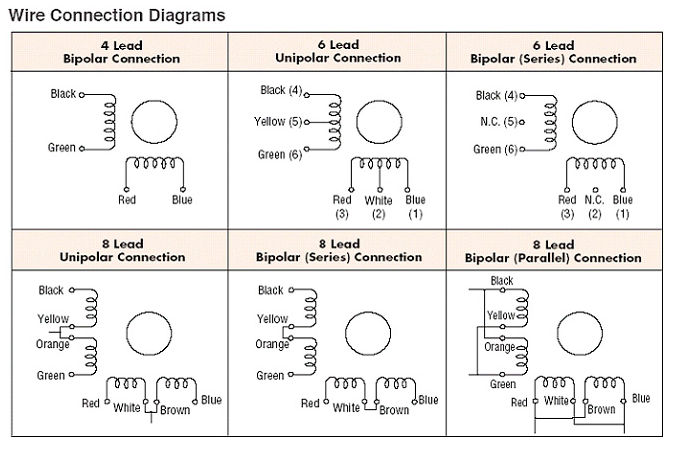 Wire Connection Diagrams
4 Lead
Bipolar Connection
6 Lead
Unipolar Connection
6 Lead
Bipolar (Series) Connection
Black
Green
Red Blue
Black (4)
Yellow (5)
Green (6)
Red White Blue
(3) (2) (1)
Black (4)
N.C. (5)
Green (6)
Red N.C. Blue
(3) (2) (1)
8 Lead
Unipolar Connection
8 Lead
Bipolar (Series) Connection
8 Lead
Bipolar (Parallel) Connection
Black
Yellow
Orange
Green
Red White Brown Blue
Black
Yellow
Orange
Green
Red White Brown Blue
Black
Yellow
Orange
Green
Red White Brown Blue